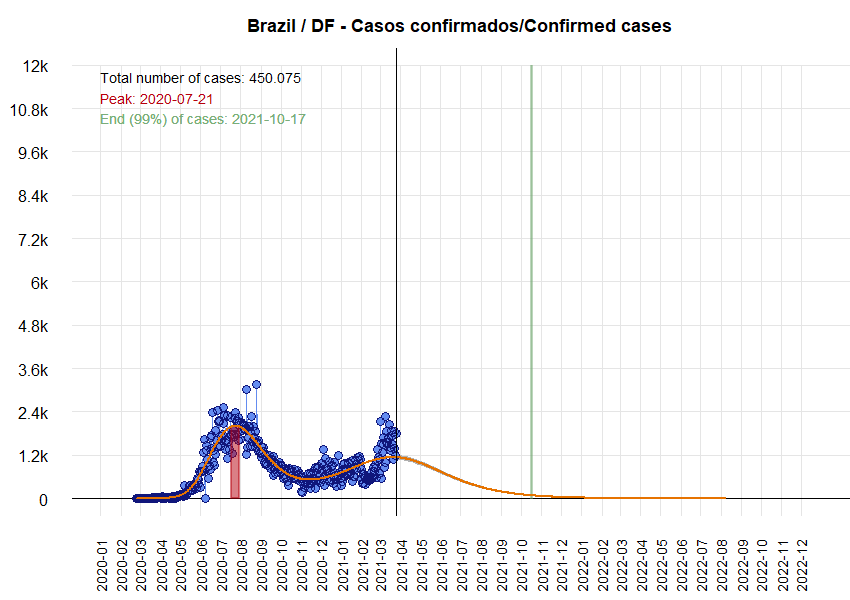 Brazil / DF - Casos confirmados/Confirmed cases
12k
10.8k
9.6k
8.4k
7.2k
6k
4.8k
3.6k
2.4k
1.2k
0
Total number of cases: 450.075
Peak: 2020-07-21
End (99%) of cases: 2021-10-17
2020-01
2020-02
2020-03
2020-04
2020-05
2020-06
2020-07
2020-08
2020-09
2020-10
2020-11
2020-12
2021-01
2021-02
2021-03
2021-04
2021-05
2021-06
2021-07
2021-08
2021-09
2021-10
2021-11
2021-12
2022-01
2022-02
2022-03
2022-04
2022-05
2022-06
2022-07
2022-08
2022-09
2022-10
2022-11
2022-12